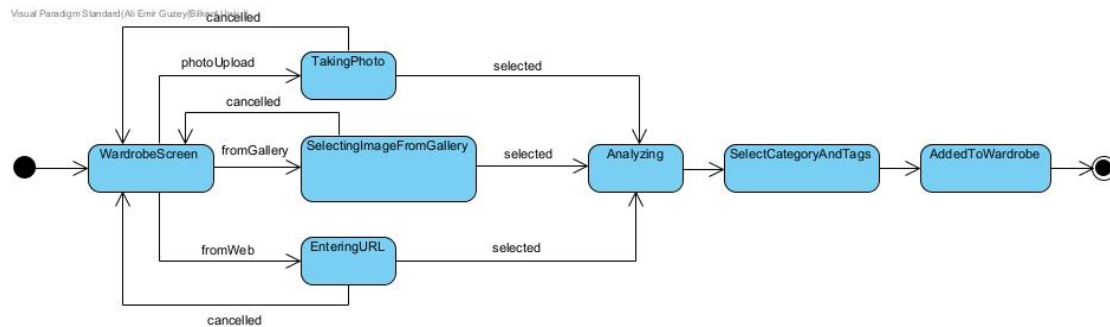 Visual Paradigm Standard(Ali Emir Guzey(Bilkent
cancelled
TakingPhoto
photoUpload
selected
cancelled
WardrobeScreen
fromGallery
SelectingImageFromGallery
selected
Analyzing
SelectCategoryAndTags
AddedToWardrobe
fromWeb
EnteringURL
selected
cancelled